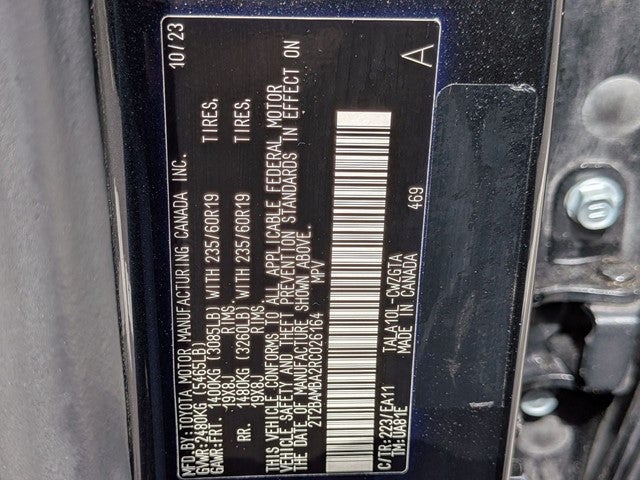 MFD.BY:TOYOTA MOTOR MANUFACTURING CANADA INC. 10/23
GVWR:2480KG (5465LB)
GAWR:FRT. 1400KG (3085LB) WITH 235/60R19 TIRES.
19X8J RIMS.
RR. 1480KG (3260LB) WITH 235/60R19 TIRES.
19X8J RIMS.
THIS VEHICLE CONFORMS TO ALL APPLICABLE FEDERAL MOTOR
VEHICLE SAFETY AND THEFT PREVENTION STANDARDS IN EFFECT ON
THE DATE OF MANUFACTURE SHOWN ABOVE.
2T2BAMBA2RC026164 MPV
469 A
C/TR:223/EA11 TALA10L-CWZGTA
TM:UAB1E MADE IN CANADA
8